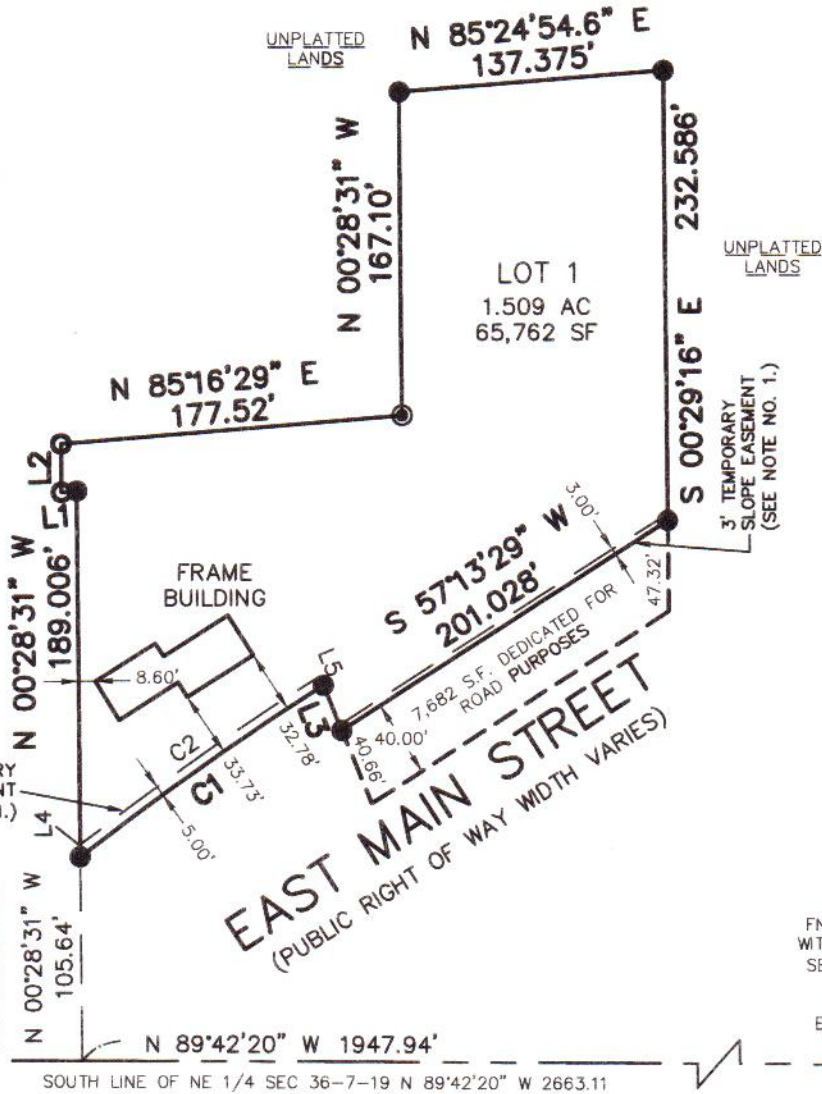 UNPLATTED
LANDS
N 85°24'54.6" E
137.375'
N 00°28'31" W
167.10'
232.586'
S 00°29'16" E
UNPLATTED
LANDS
LOT 1
1.509 AC
65,762 SF
N 85°16'29" E
177.52'
L2
L1
N 00°28'31" W
189.006'
FRAME
BUILDING
8.60'
3.00'
3' TEMPORARY
SLOPE EASEMENT
(SEE NOTE NO. 1.)
S 57°13'29" W
201.028'
47.32'
7,682 S.F. DEDICATED FOR
ROAD PURPOSES
L5
L3
32.78'
40.66'
40.00'
C2
C1
33.73'
5.00'
RY
NT
1.)
L4
EAST MAIN STREET
(PUBLIC RIGHT OF WAY WIDTH VARIES)
N 00°28'31" W
105.64'
FN
WIT
SE
E
N 89°42'20" W 1947.94'
SOUTH LINE OF NE 1/4 SEC 36-7-19 N 89°42'20" W 2663.11